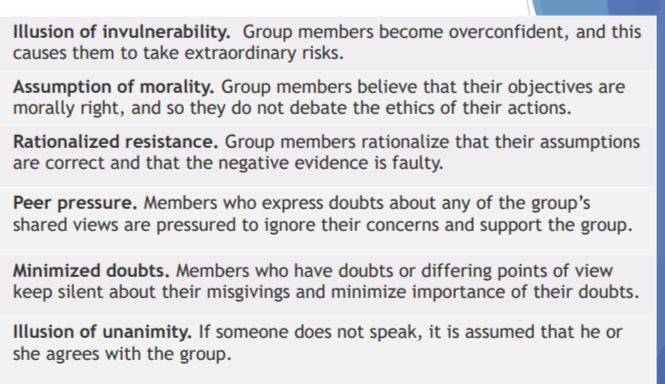 Illusion of invulnerability. Group members become overconfident, and this
causes them to take extraordinary risks.
Assumption of morality. Group members believe that their objectives are
morally right, and so they do not debate the ethics of their actions.
Rationalized resistance. Group members rationalize that their assumptions
are correct and that the negative evidence is faulty.
Peer pressure. Members who express doubts about any of the group's
shared views are pressured to ignore their concerns and support the group.
Minimized doubts. Members who have doubts or differing points of view
keep silent about their misgivings and minimize importance of their doubts.
Illusion of unanimity. If someone does not speak, it is assumed that he or
she agrees with the group.